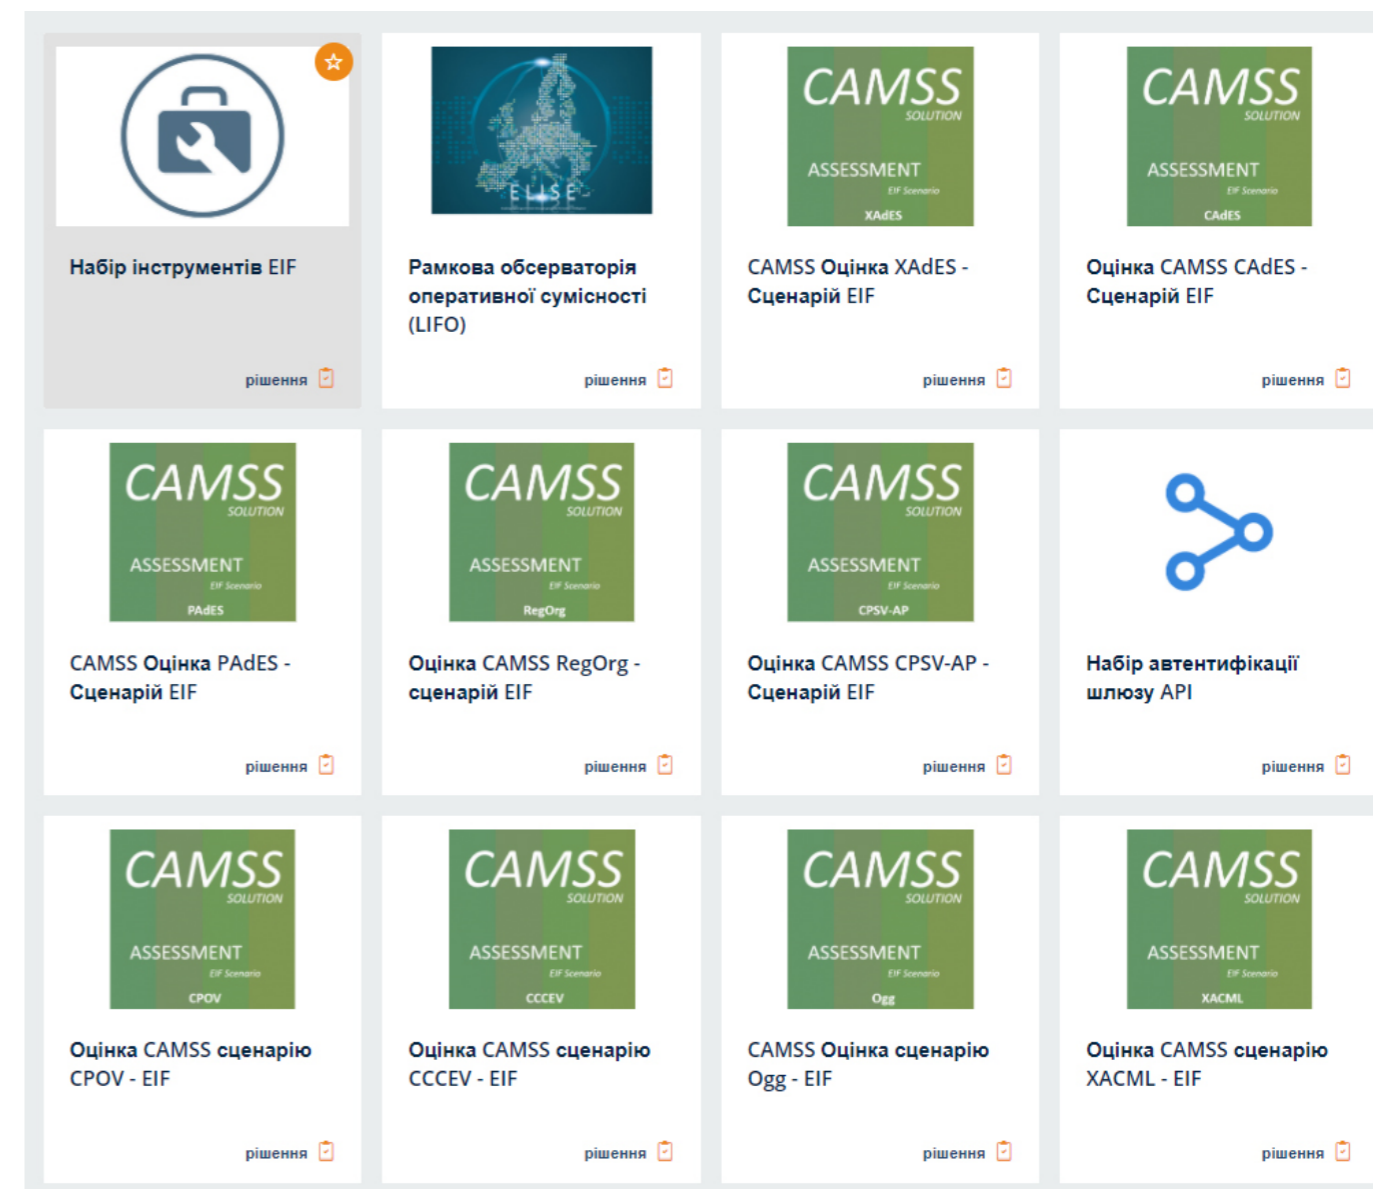 ELISE
CAMSS
SOLUTION
ASSESSMENT
EIF Scenario
XAdES
CAMSS
SOLUTION
ASSESSMENT
EIF Scenario
CAdES
Набір інструментів EIF
Рамкова обсерваторія
оперативної сумісності
(LIFO)
CAMSS Оцінка XAdES -
Сценарій EIF
Оцінка CAMSS CAdES -
Сценарій EIF
рішення
рішення
рішення
рішення
CAMSS
SOLUTION
ASSESSMENT
EIF Scenario
PAdES
CAMSS
SOLUTION
ASSESSMENT
EIF Scenario
RegOrg
CAMSS
SOLUTION
ASSESSMENT
EIF Scenario
CPSV-AP
CAMSS Оцінка PAdES -
Сценарій EIF
Оцінка CAMSS RegOrg -
сценарій EIF
Оцінка CAMSS CPSV-AP -
Сценарій EIF
Набір автентифікації
шлюзу API
рішення
рішення
рішення
рішення
CAMSS
SOLUTION
ASSESSMENT
EIF Scenario
CPOV
CAMSS
SOLUTION
ASSESSMENT
EIF Scenario
CCCEV
CAMSS
SOLUTION
ASSESSMENT
EIF Scenario
Ogg
CAMSS
SOLUTION
ASSESSMENT
EIF Scenario
XACML
Оцінка CAMSS сценарію
CPOV - EIF
Оцінка CAMSS сценарію
CCCEV - EIF
CAMSS Оцінка сценарію
Ogg - EIF
Оцінка CAMSS сценарію
XACML - EIF
рішення
рішення
рішення
рішення